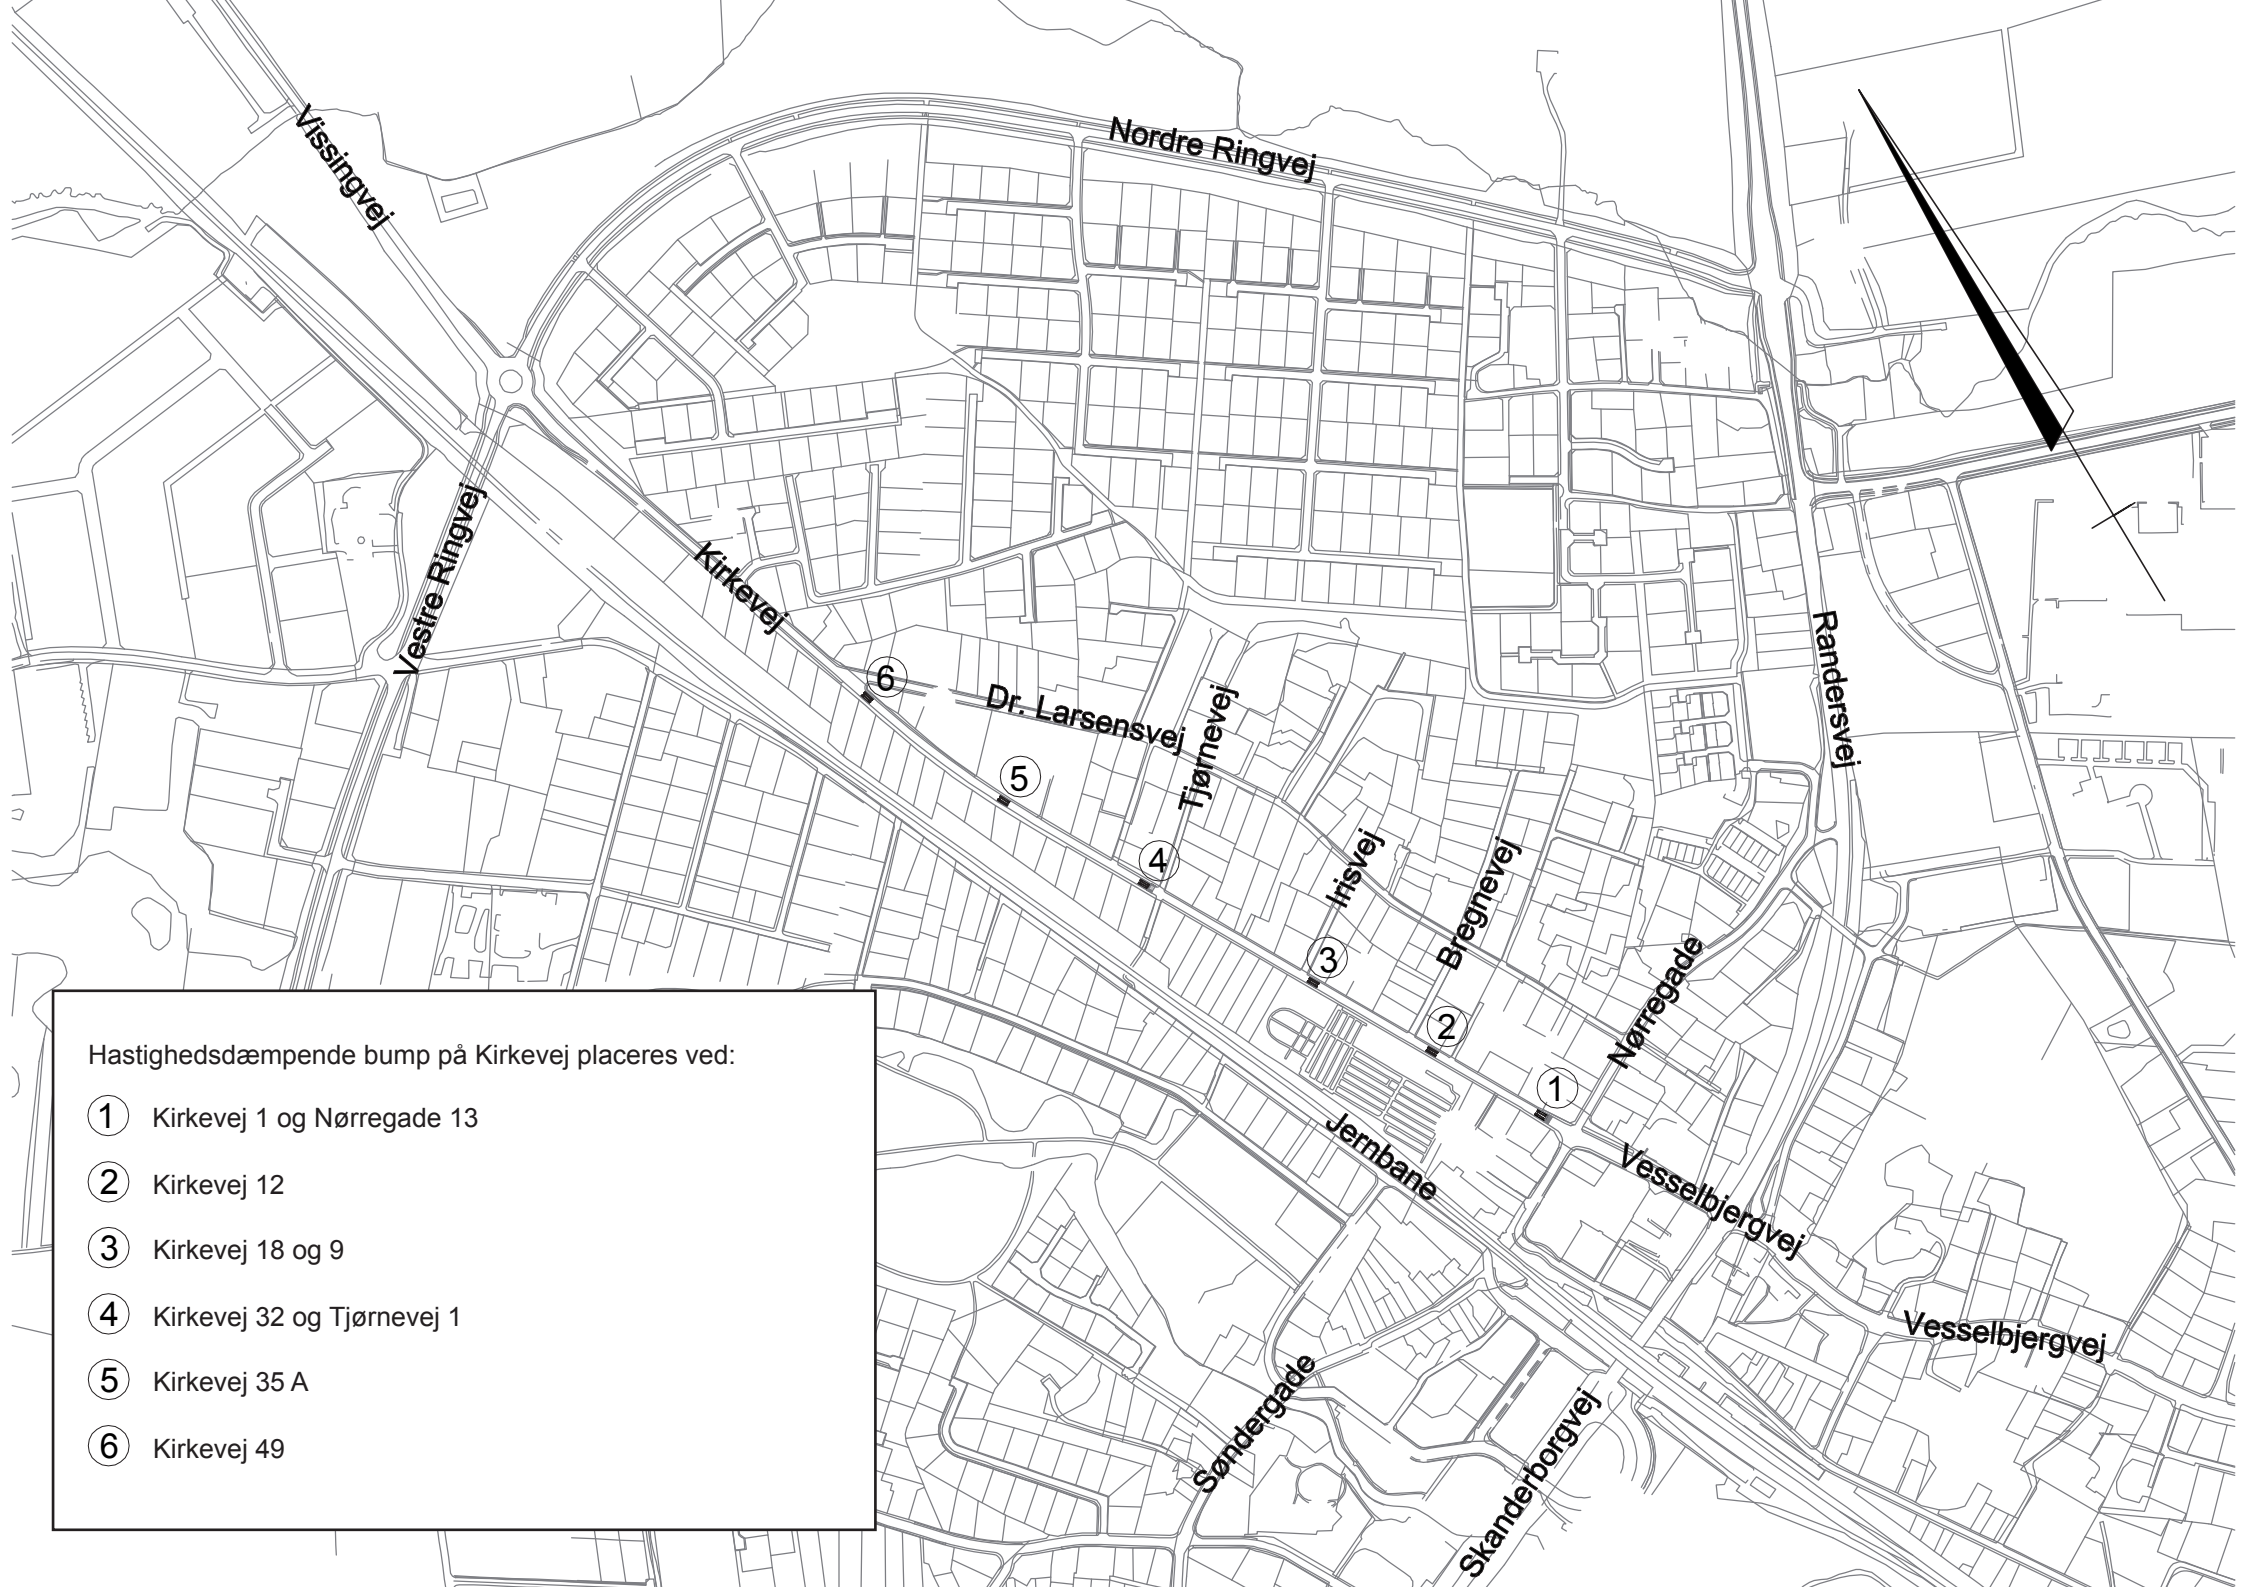 Vissingvej
Nordre Ringvej
Vestre Ringvej
Kirkevej
Randersvej
6
Dr. Larsensvej
Tjørnevej
5
4
Irisvej
Bregnevej
3
Nørregade
2
1
Jernbane
Vesselbjergvej
Vesselbjergvej
Søndergade
Skanderborgvej
Hastighedsdæmpende bump på Kirkevej placeres ved:
1 Kirkevej 1 og Nørregade 13
2 Kirkevej 12
3 Kirkevej 18 og 9
4 Kirkevej 32 og Tjørnevej 1
5 Kirkevej 35 A
6 Kirkevej 49